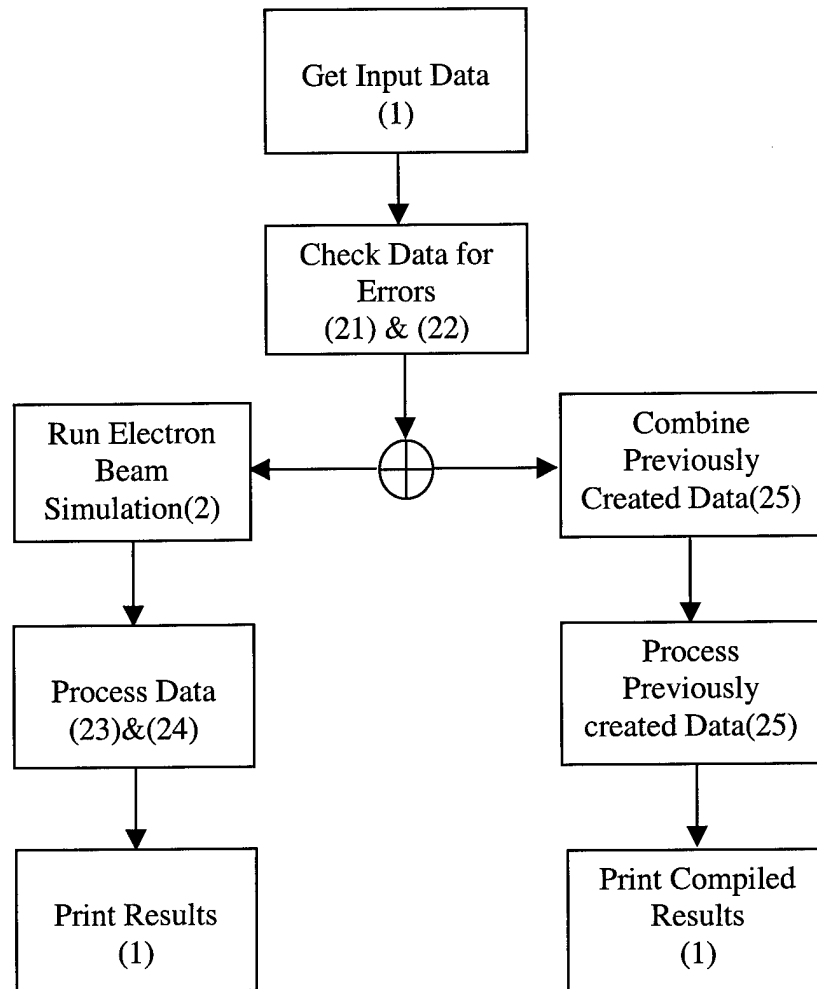 Get Input Data
(1)
Check Data for
Errors
(21) & (22)
Run Electron
Beam
Simulation(2)
Combine
Previously
Created Data(25)
Process Data
(23)&(24)
Process
Previously
created Data(25)
Print Results
(1)
Print Compiled
Results
(1)